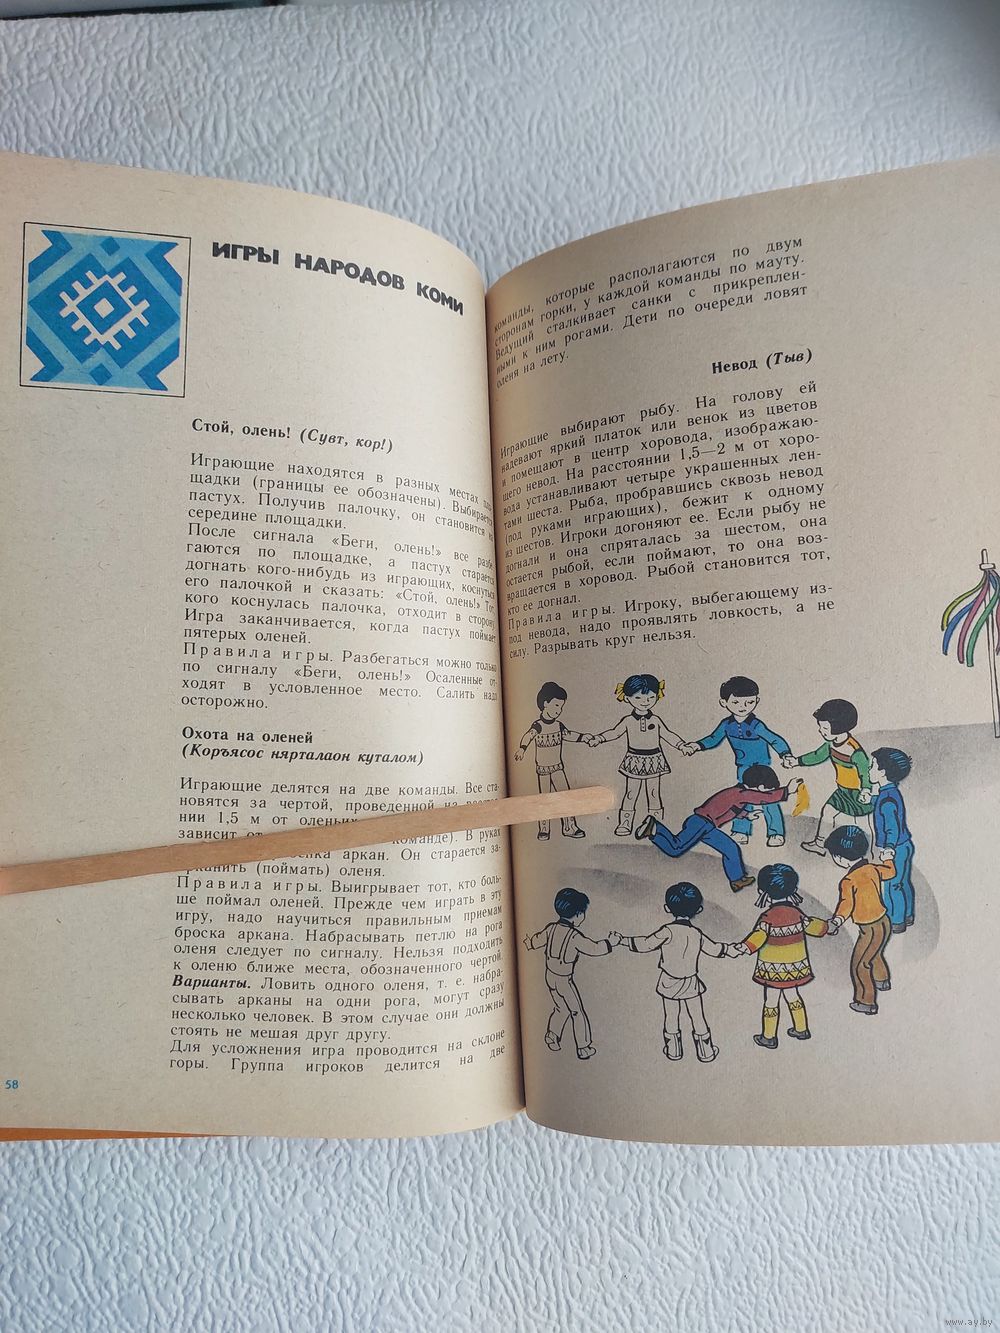 ИГРЫ НАРОДОВ КОМИ
Стой, олень! (Сувт, кор!)
Играющие находятся в разных местах пло-
щадки (границы ее обозначены). Выбирается
пастух. Получив палочку, он становится на
середине площадки.
После сигнала «Беги, олень!» все разбе-
гаются по площадке, а пастух старается
догнать кого-нибудь из играющих, коснуться
его палочкой и сказать: «Стой, олень!» Тот,
кого коснулась палочка, отходит в сторону.
Игра заканчивается, когда пастух поймает
пятерых оленей.
Правила игры. Разбегаться можно только
по сигналу «Беги, олень!» Осаленные от-
ходят в условленное место. Салить надо
осторожно.
Охота на оленей
(Коръясос нярталаон куталом)
Играющие делятся на две команды. Все ста-
новятся за чертой, проведенной на
нии 1,5 м от оленьих
зависит от команде). В руках
аркан. Он старается за-
арканить (поймать) оленя.
Правила игры. Выигрывает тот, кто боль-
ше поймал оленей. Прежде чем играть в эту
игру, надо научиться правильным приемам
броска аркана. Набрасывать петлю на рога
оленя следует по сигналу. Нельзя подходить
к оленю ближе места, обозначенного чертой.
Варианты. Ловить одного оленя, т. е. набра-
сывать арканы на одни рога, могут сразу
несколько человек. В этом случае они должны
стоять не мешая друг другу.
Для усложнения игра проводится на склоне
горы. Группа игроков делится на две
58
команды, которые располагаются по двум
сторонам горки, у каждой команды по мауту.
Ведущий сталкивает санки с прикреплен-
ными к ним рогами. Дети по очереди ловят
оленя на лету.
Невод (Тыв)
Играющие выбирают рыбу. На голову ей
надевают яркий платок или венок из цветов
и помещают в центр хоровода, изображаю-
щего невод. На расстоянии 1,5—2 м от хоро-
вода устанавливают четыре украшенных лен-
тами шеста. Рыба, пробравшись сквозь невод
(под руками играющих), бежит к одному
из шестов. Игроки догоняют ее. Если рыбу не
догнали и она спряталась за шестом, она
остается рыбой, если поймают, то она воз-
вращается в хоровод. Рыбой становится тот,
кто ее догнал.
Правила игры. Игроку, выбегающему из-
под невода, надо проявлять ловкость, а не
силу. Разрывать круг нельзя.
www.ay.by